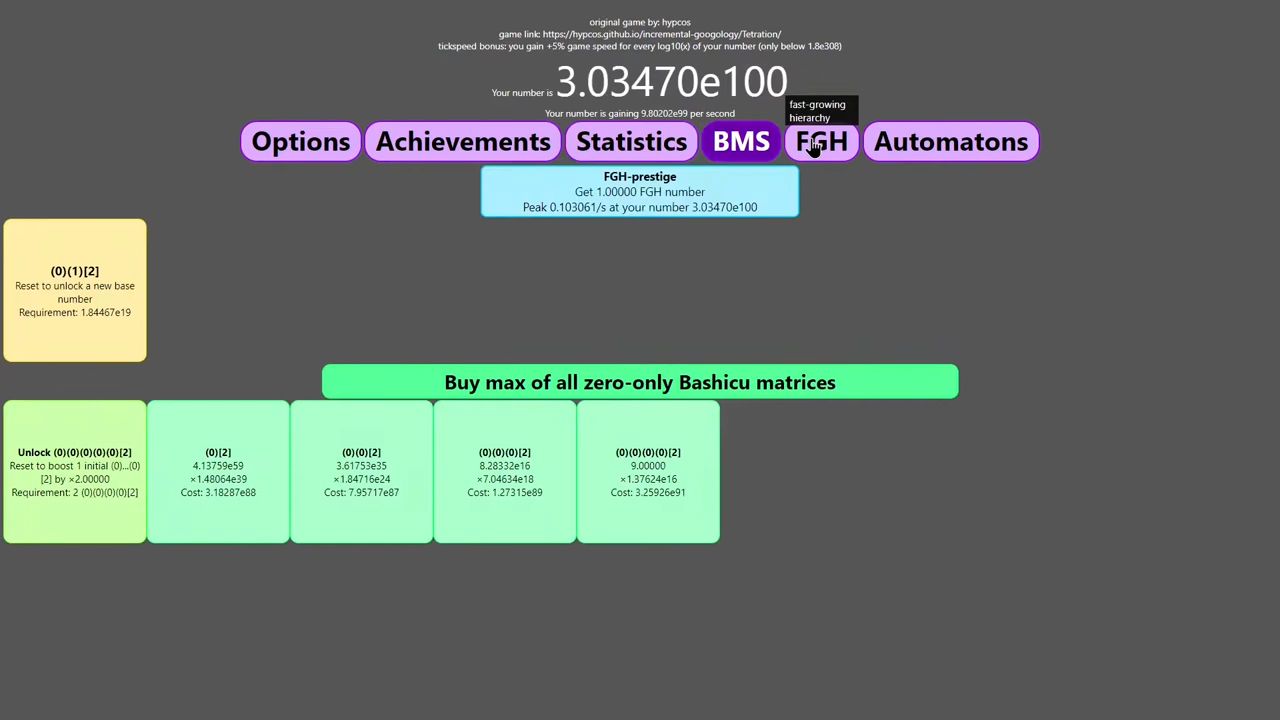 original game by: hypcos
game link: https://hypcos.github.io/incremental-googology/Tetration/
tickspeed bonus: you gain +5% game speed for every log10(x) of your number (only below 1.8e308)
Your number is 3.03470e100
Your number is gaining 9.80202e99 per second
fast-growing
hierarchy
Options Achievements Statistics BMS FGH Automatons
FGH-prestige
Get 1.00000 FGH number
Peak 0.103061/s at your number 3.03470e100
(0)(1)[2]
Reset to unlock a new base
number
Requirement: 1.84467e19
Buy max of all zero-only Bashicu matrices
Unlock (0)(0)(0)(0)(0)[2]
Reset to boost 1 initial (0)...(0)
[2] by ×2.00000
Requirement: 2 (0)(0)(0)(0)[2]
(0)[2]
4.13759e59
×1.48064e39
Cost: 3.18287e88
(0)(0)[2]
3.61753e35
×1.84716e24
Cost: 7.95717e87
(0)(0)(0)[2]
8.28332e16
×7.04634e18
Cost: 1.27315e89
(0)(0)(0)(0)[2]
9.00000
×1.37624e16
Cost: 3.25926e91